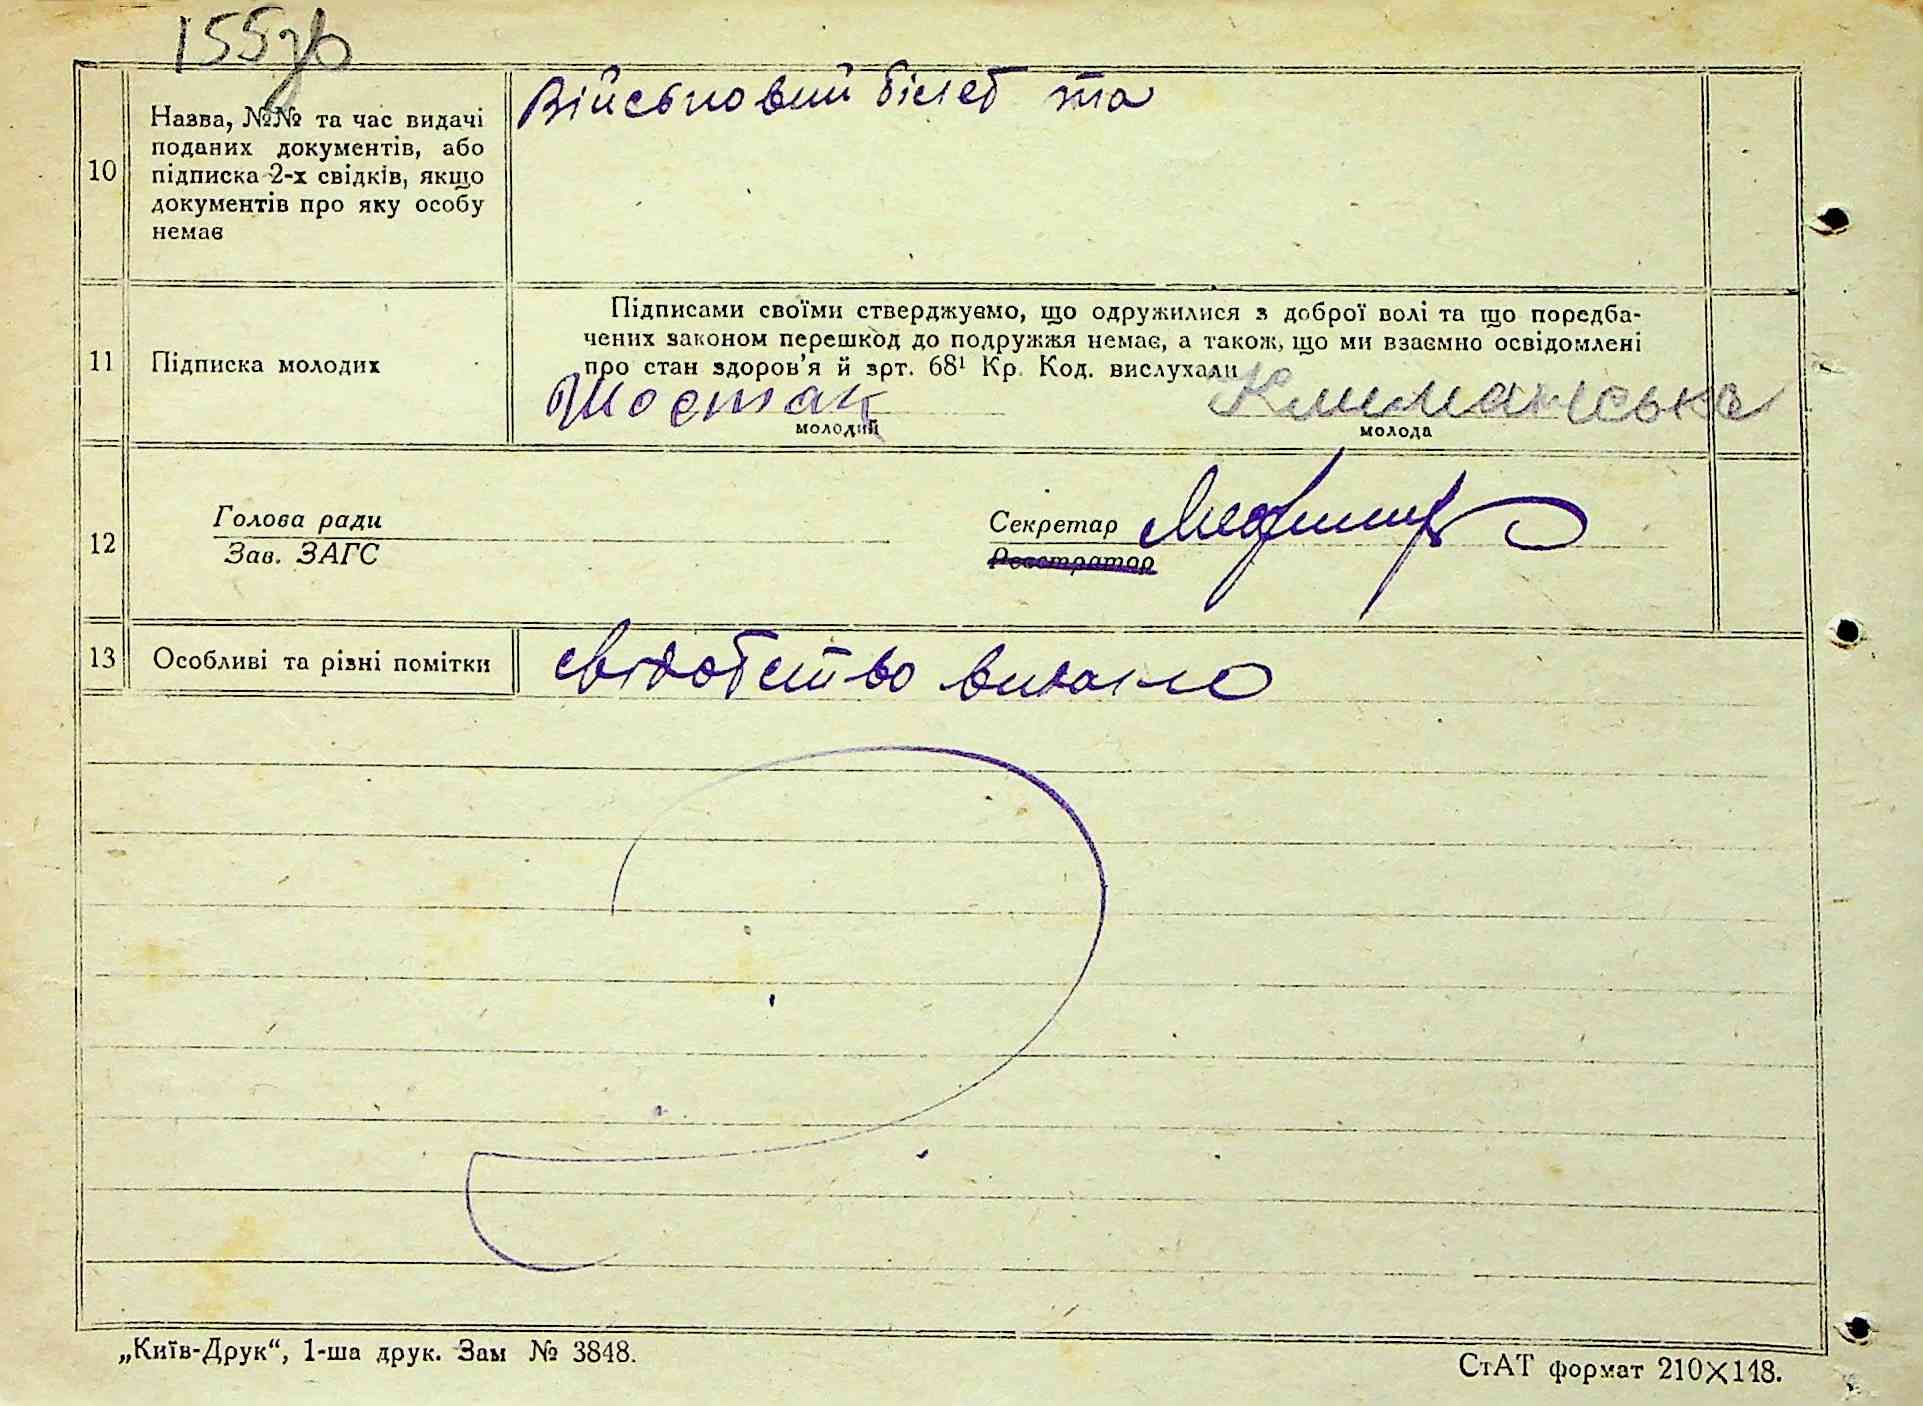 155зв
10
Назва, №№ та час видачі
поданих документів, або
підписка 2-х свідків, якщо
документів про яку особу
немає
Військовий білет та
11
Підписка молодих
Підписами своїми стверджуємо, що одружилися з доброї волі та що поредба-
чених законом перешкод до подружжя немає, а також, що ми взаємно освідомлені
про стан здоров'я й зрт. 68¹ Кр. Код. вислухали
Шостак
молодий
молода
12
Голова ради
Зав. ЗАГС
Секретар
Реєстратор
13
Особливі та різні помітки
свідоцтво видано
„Київ-Друк“, 1-ша друк. Зам № 3848.
СтАТ формат 210×148.